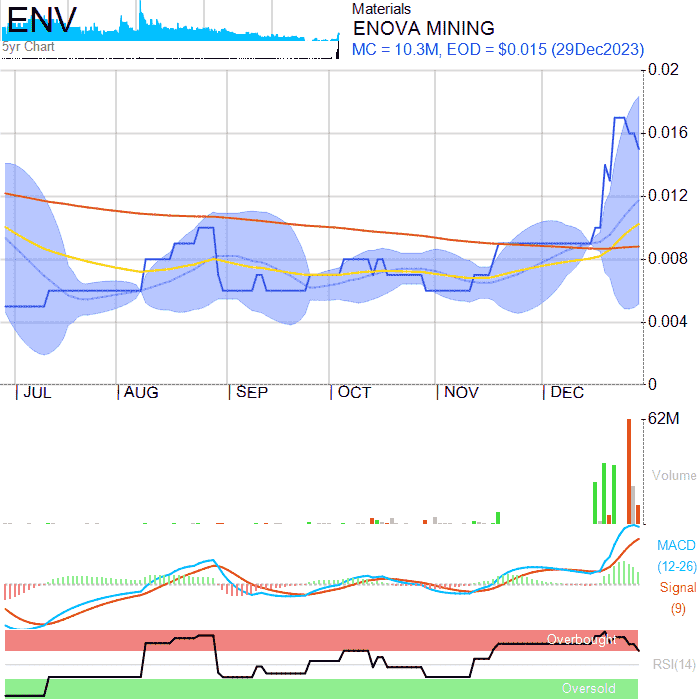 ENV
5yr Chart
Materials
ENOVA MINING
MC = 10.3M, EOD = $0.015 (29Dec2023)
0.02
0.016
0.012
0.008
0.004
0
JUL AUG SEP OCT NOV DEC
62M
Volume
MACD
(12-26)
Signal
(9)
Overbought
RSI(14)
Oversold